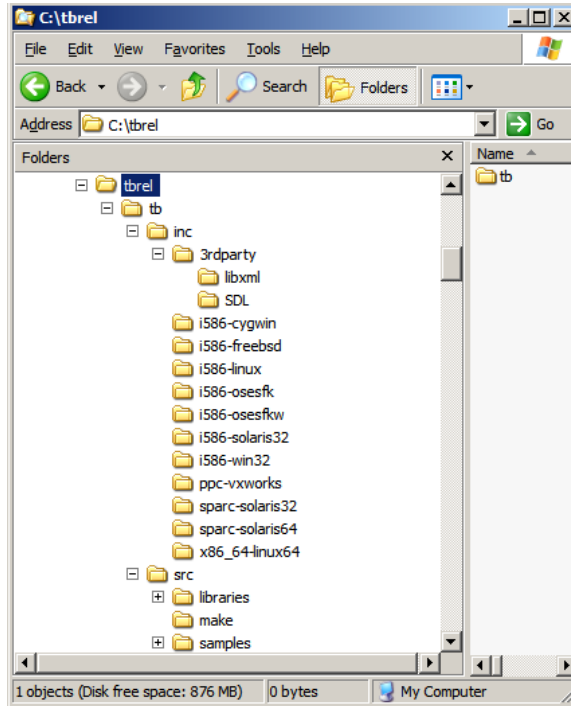 C:\tbrel
File Edit View Favorites Tools Help
Back Search Folders
Address C:\tbrel Go
Folders x Name
tbrel
tb
tb
inc
3rdparty
libxml
SDL
i586-cygwin
i586-freebsd
i586-linux
i586-osesfk
i586-osesfkw
i586-solaris32
i586-win32
ppc-vxworks
sparc-solaris32
sparc-solaris64
x86_64-linux64
src
libraries
make
samples
1 objects (Disk free space: 876 MB) 0 bytes My Computer